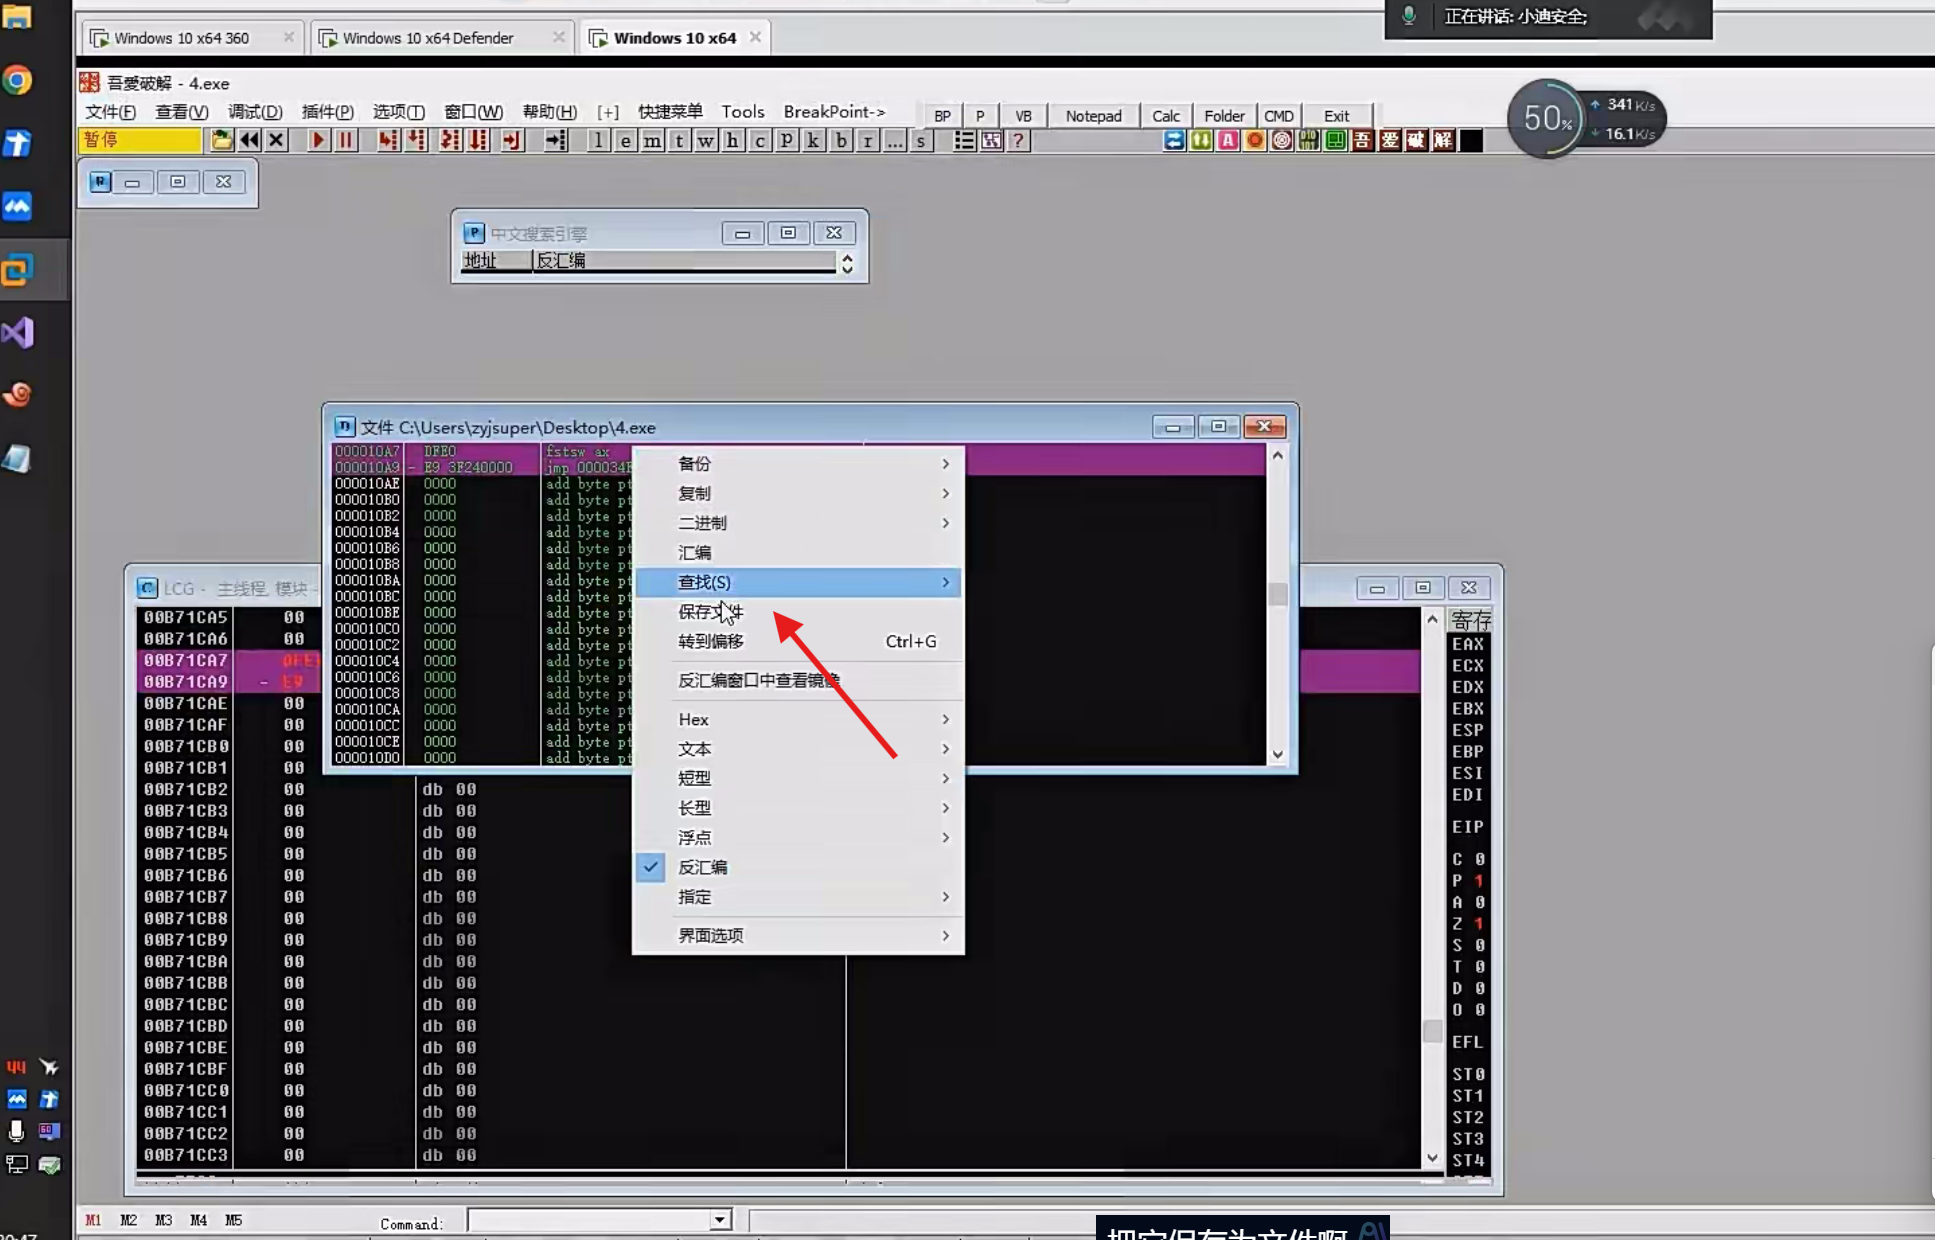 正在讲话: 小迪安全;
Windows 10 x64 360
Windows 10 x64 Defender
Windows 10 x64
吾愛破解 - 4.exe
文件(F) 查看(V) 调试(D) 插件(P) 选项(T) 窗口(W) 帮助(H) [+] 快捷菜单 Tools BreakPoint->
BP P VB Notepad Calc Folder CMD Exit
50%
341K/s
16.1K/s
暂停
l e m t w h c p k b r ... s
?
吾 爱 破 解
中文搜索引擎
地址 反汇编
文件 C:\Users\zyjsuper\Desktop\4.exe
000010A7 DFE0 fstsw ax
000010A9 - E9 3F240000 jmp 000034E
000010AE 0000 add byte pt
000010B0 0000 add byte pt
000010B2 0000 add byte pt
000010B4 0000 add byte pt
000010B6 0000 add byte pt
000010B8 0000 add byte pt
000010BA 0000 add byte pt
000010BC 0000 add byte pt
000010BE 0000 add byte pt
000010C0 0000 add byte pt
000010C2 0000 add byte pt
000010C4 0000 add byte pt
000010C6 0000 add byte pt
000010C8 0000 add byte pt
000010CA 0000 add byte pt
000010CC 0000 add byte pt
000010CE 0000 add byte pt
000010D0 0000 add byte pt
备份
复制
二进制
汇编
查找(S)
保存文件
转到偏移 Ctrl+G
反汇编窗口中查看镜像
Hex
文本
短型
长型
浮点
反汇编
指定
界面选项
LCG - 主线程, 模块 -
00B71CA5 00
00B71CA6 00
00B71CA7 DFE
00B71CA9 - E9
00B71CAE 00
00B71CAF 00
00B71CB0 00
00B71CB1 00
00B71CB2 00 db 00
00B71CB3 00 db 00
00B71CB4 00 db 00
00B71CB5 00 db 00
00B71CB6 00 db 00
00B71CB7 00 db 00
00B71CB8 00 db 00
00B71CB9 00 db 00
00B71CBA 00 db 00
00B71CBB 00 db 00
00B71CBC 00 db 00
00B71CBD 00 db 00
00B71CBE 00 db 00
00B71CBF 00 db 00
00B71CC0 00 db 00
00B71CC1 00 db 00
00B71CC2 00 db 00
00B71CC3 00 db 00
寄存
EAX
ECX
EDX
EBX
ESP
EBP
ESI
EDI
EIP
C 0
P 1
A 0
Z 1
S 0
T 0
D 0
O 0
EFL
ST0
ST1
ST2
ST3
ST4
M1 M2 M3 M4 M5 Command:
把它保存为文件啊